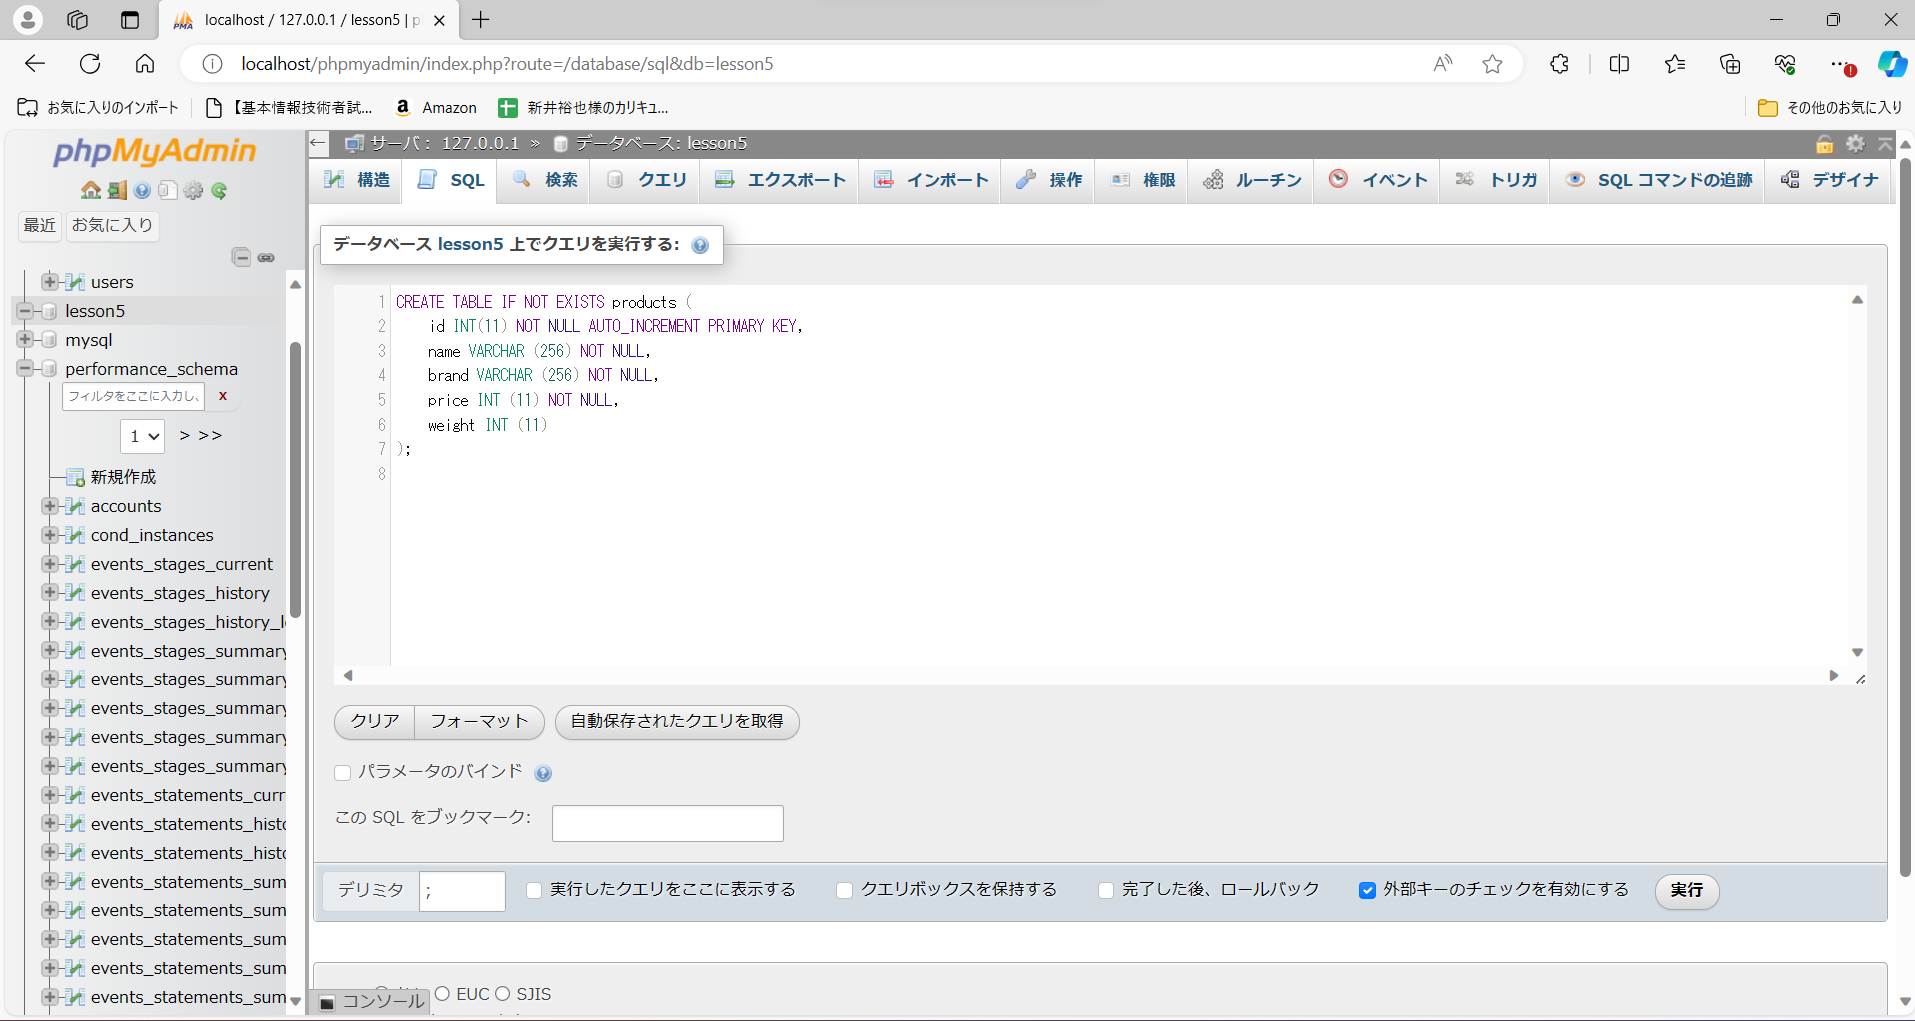 localhost / 127.0.0.1 / lesson5 | p
localhost/phpmyadmin/index.php?route=/database/sql&db=lesson5
お気に入りのインポート
【基本情報技術者試...
Amazon
新井裕也様のカリキュ...
その他のお気に入り
phpMyAdmin
最近
お気に入り
users
lesson5
mysql
performance_schema
フィルタをここに入力し、
X
1
> >>
新規作成
accounts
cond_instances
events_stages_current
events_stages_history
events_stages_history_l
events_stages_summary
events_stages_summary
events_stages_summary
events_stages_summary
events_stages_summary
events_statements_curr
events_statements_histo
events_statements_histo
events_statements_sum
events_statements_sum
events_statements_sum
events_statements_sum
events_statements_sum
サーバ: 127.0.0.1 » データベース: lesson5
構造
SQL
検索
クエリ
エクスポート
インポート
操作
権限
ルーチン
イベント
トリガ
SQL コマンドの追跡
デザイナ
データベース lesson5 上でクエリを実行する:
1 CREATE TABLE IF NOT EXISTS products (
2 id INT(11) NOT NULL AUTO_INCREMENT PRIMARY KEY,
3 name VARCHAR (256) NOT NULL,
4 brand VARCHAR (256) NOT NULL,
5 price INT (11) NOT NULL,
6 weight INT (11)
7 );
8
クリア
フォーマット
自動保存されたクエリを取得
パラメータのバインド
この SQL をブックマーク:
デリミタ
;
実行したクエリをここに表示する
クエリボックスを保持する
完了した後、ロールバック
外部キーのチェックを有効にする
実行
EUC
SJIS
コンソール